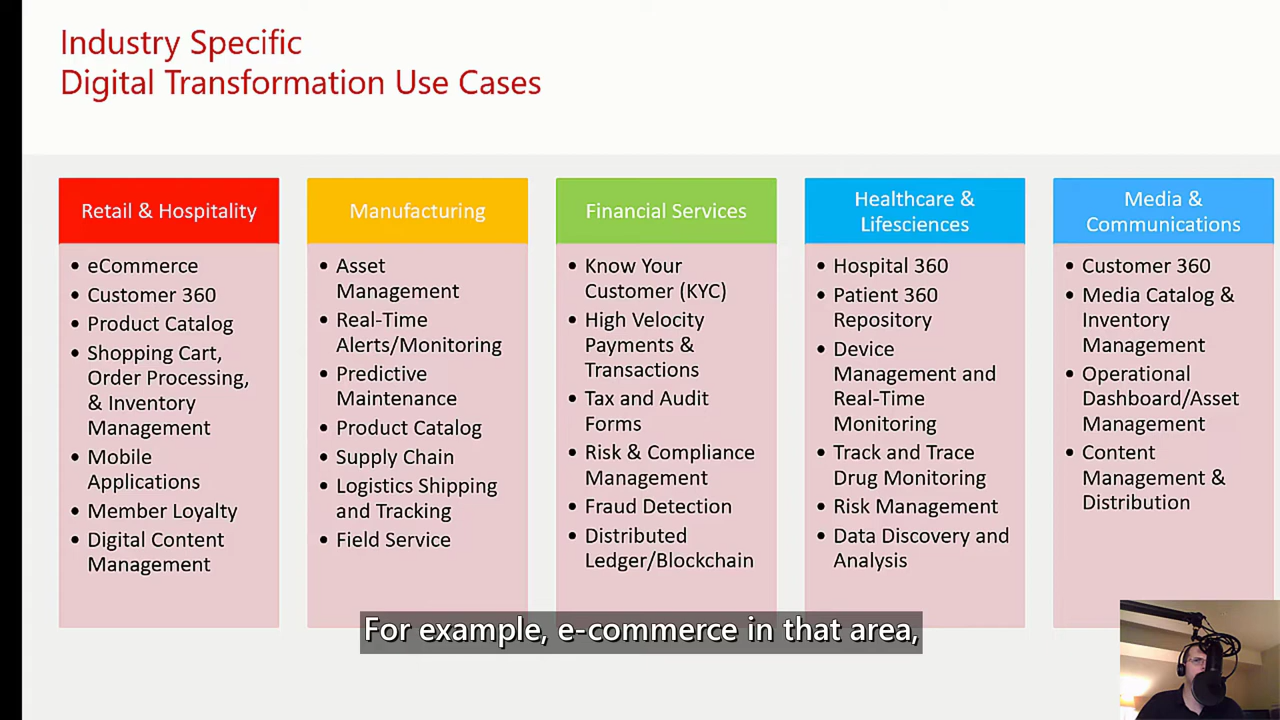 Industry Specific
Digital Transformation Use Cases
Retail & Hospitality
• eCommerce
• Customer 360
• Product Catalog
• Shopping Cart,
Order Processing,
& Inventory
Management
• Mobile
Applications
• Member Loyalty
• Digital Content
Management
Manufacturing
• Asset
Management
• Real-Time
Alerts/Monitoring
• Predictive
Maintenance
• Product Catalog
• Supply Chain
• Logistics Shipping
and Tracking
• Field Service
Financial Services
• Know Your
Customer (KYC)
• High Velocity
Payments &
Transactions
• Tax and Audit
Forms
• Risk & Compliance
Management
• Fraud Detection
• Distributed
Ledger/Blockchain
Healthcare &
Lifesciences
• Hospital 360
• Patient 360
Repository
• Device
Management and
Real-Time
Monitoring
• Track and Trace
Drug Monitoring
• Risk Management
• Data Discovery and
Analysis
Media &
Communications
• Customer 360
• Media Catalog &
Inventory
Management
• Operational
Dashboard/Asset
Management
• Content
Management &
Distribution
For example, e-commerce in that area,